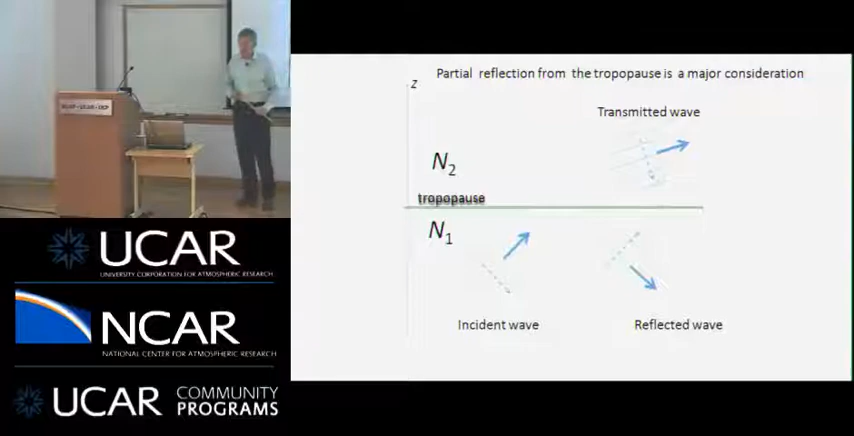 Partial reflection from the tropopause is a major consideration
z
Transmitted wave
N2
tropopause
N1
Incident wave
Reflected wave
UCAR
UNIVERSITY CORPORATION FOR ATMOSPHERIC RESEARCH
NCAR
NATIONAL CENTER FOR ATMOSPHERIC RESEARCH
UCAR COMMUNITY
PROGRAMS